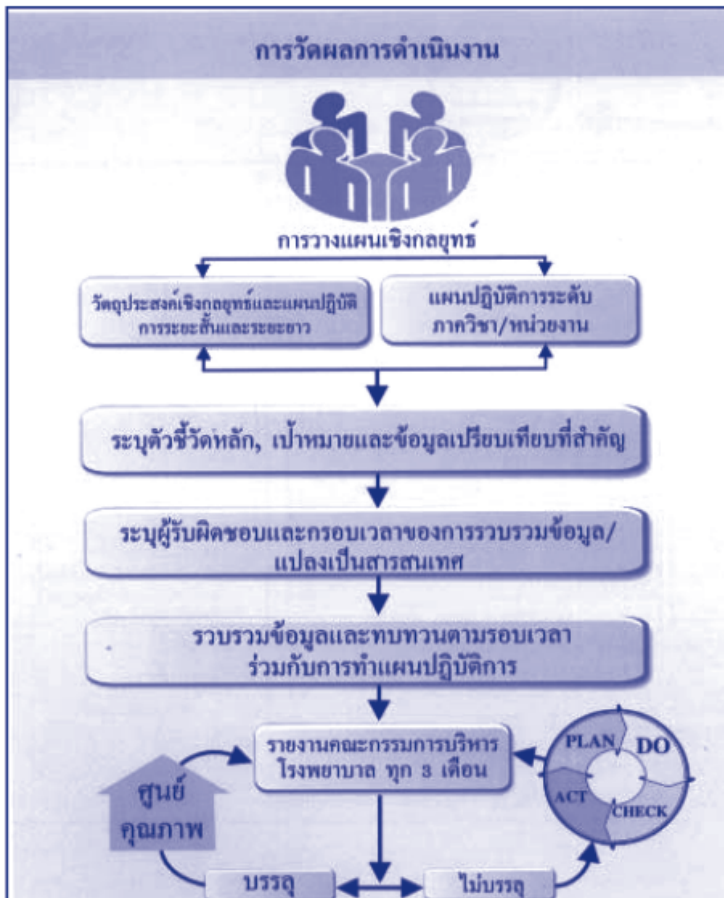 การวัดผลการดำเนินงาน
การวางแผนเชิงกลยุทธ์
วัตถุประสงค์เชิงกลยุทธ์และแผนปฏิบัติ
การระยะสั้นและระยะยาว
แผนปฏิบัติการระดับ
ภาควิชา/หน่วยงาน
ระบุตัวชี้วัดหลัก, เป้าหมายและข้อมูลเปรียบเทียบที่สำคัญ
ระบุผู้รับผิดชอบและกรอบเวลาของการรวบรวมข้อมูล/
แปลงเป็นสารสนเทศ
รวบรวมข้อมูลและทบทวนตามรอบเวลา
ร่วมกับการทำแผนปฏิบัติการ
รายงานคณะกรรมการบริหาร
โรงพยาบาล ทุก 3 เดือน
PLAN
DO
ACT
CHECK
ศูนย์
คุณภาพ
บรรลุ
ไม่บรรลุ